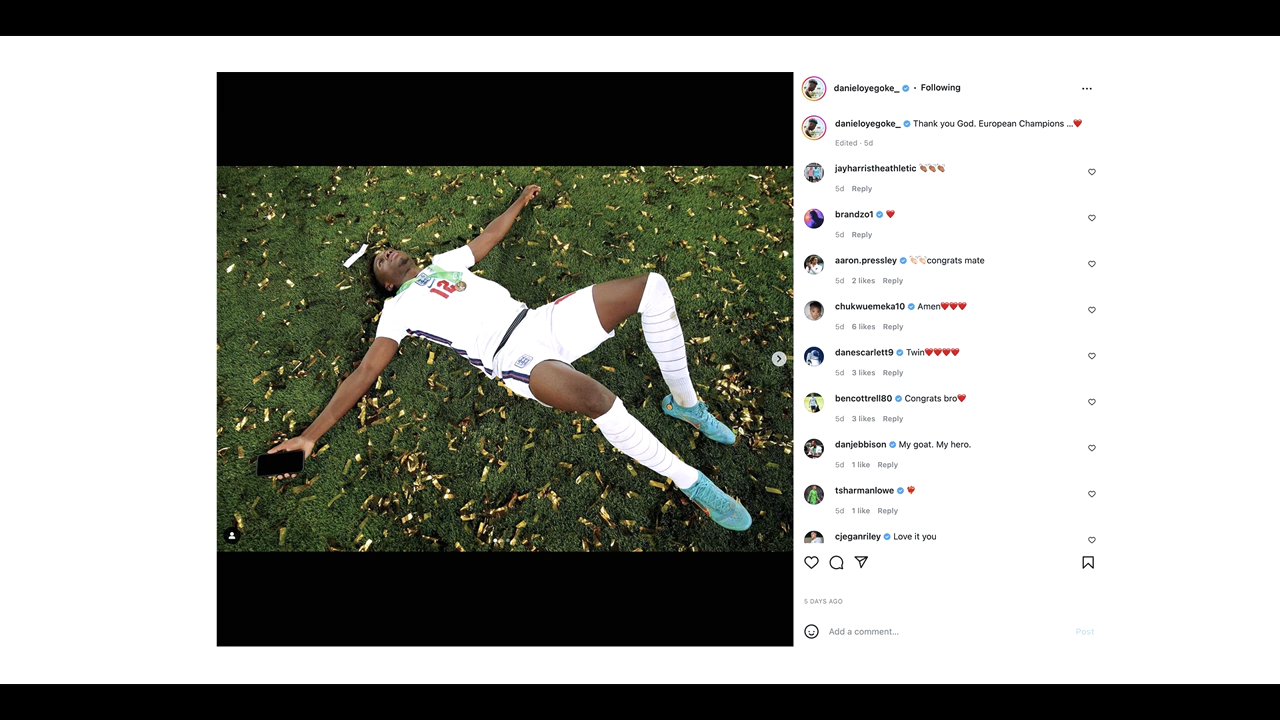 danieloyegoke_ • Following
danieloyegoke_ Thank you God. European Champions ...❤️
Edited · 5d
jayharristheathletic 👏🏾👏🏾👏🏾
5d Reply
brandzo1 ❤️
5d Reply
aaron.pressley 👏🏻👏🏻congrats mate
5d 2 likes Reply
chukwuemeka10 Amen❤️❤️❤️
5d 6 likes Reply
danescarlett9 Twin❤️❤️❤️❤️
5d 3 likes Reply
bencottrell80 Congrats bro❤️
5d 3 likes Reply
danjebbison My goat. My hero.
5d 1 like Reply
tsharmanlowe ❤️
5d 1 like Reply
cjeganriley Love it you
5 DAYS AGO
Add a comment... Post
12